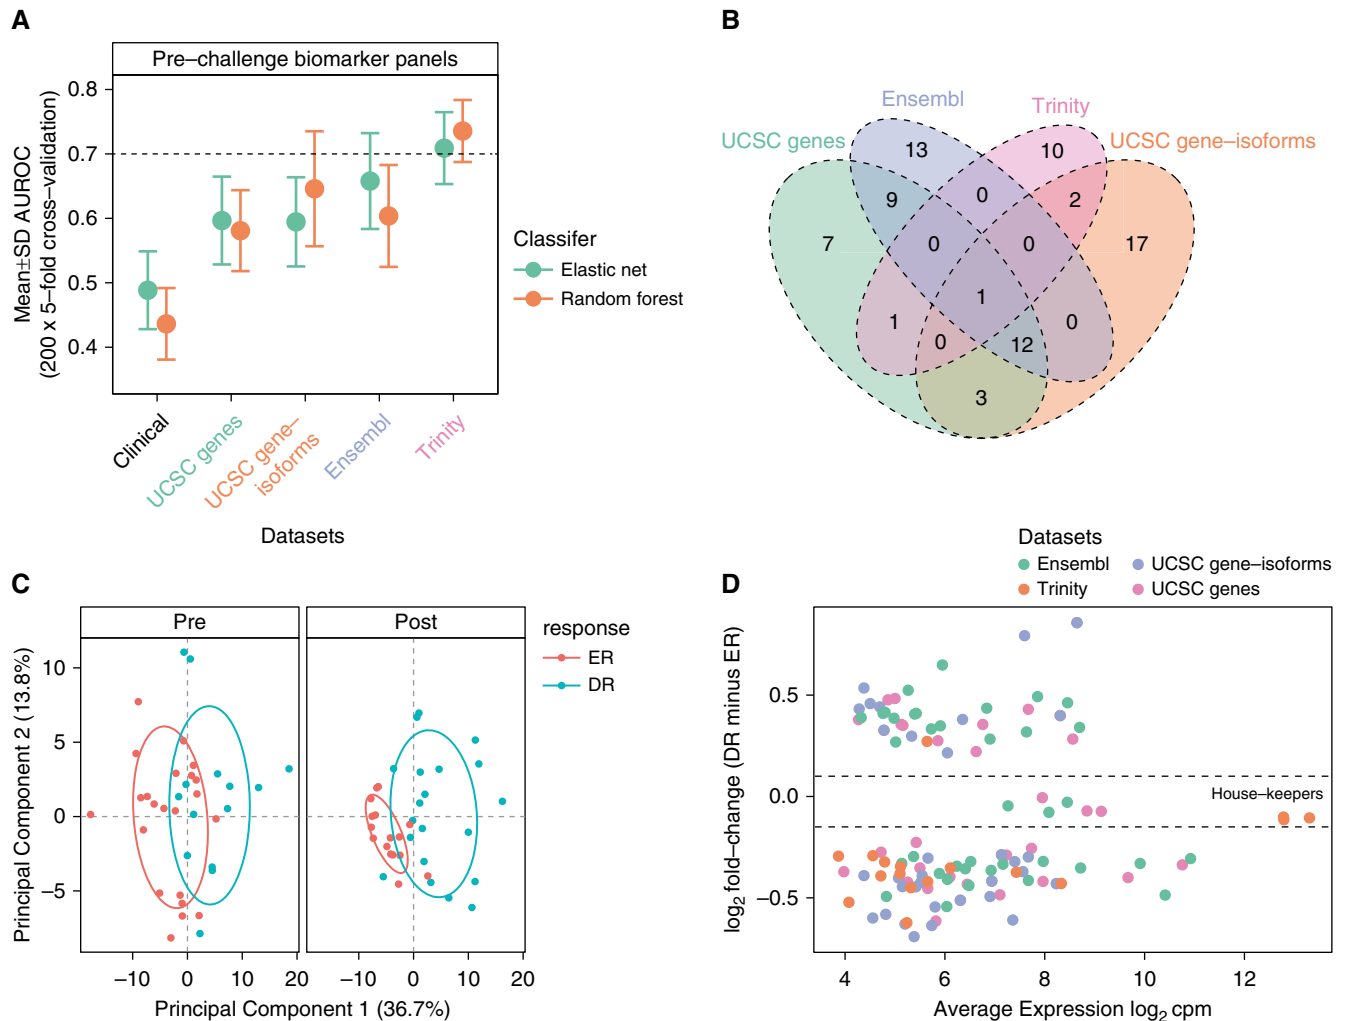 A
Pre–challenge biomarker panels
Mean±SD AUROC
(200 x 5–fold cross–validation)
0.8
0.7
0.6
0.5
0.4
Clinical
UCSC genes
UCSC gene–
isoforms
Ensembl
Trinity
Datasets
Classifer
Elastic net
Random forest
B
Ensembl
Trinity
UCSC genes
UCSC gene–isoforms
13
10
9
0
2
7
0
0
17
1
1
0
0
12
3
C
Pre
Post
Principal Component 2 (13.8%)
10
5
0
−5
−10
0
10
20
−10
0
10
20
Principal Component 1 (36.7%)
response
ER
DR
D
Datasets
Ensembl
UCSC gene–isoforms
Trinity
UCSC genes
log2 fold–change (DR minus ER)
0.5
0.0
−0.5
House–keepers
4
6
8
10
12
Average Expression log2 cpm